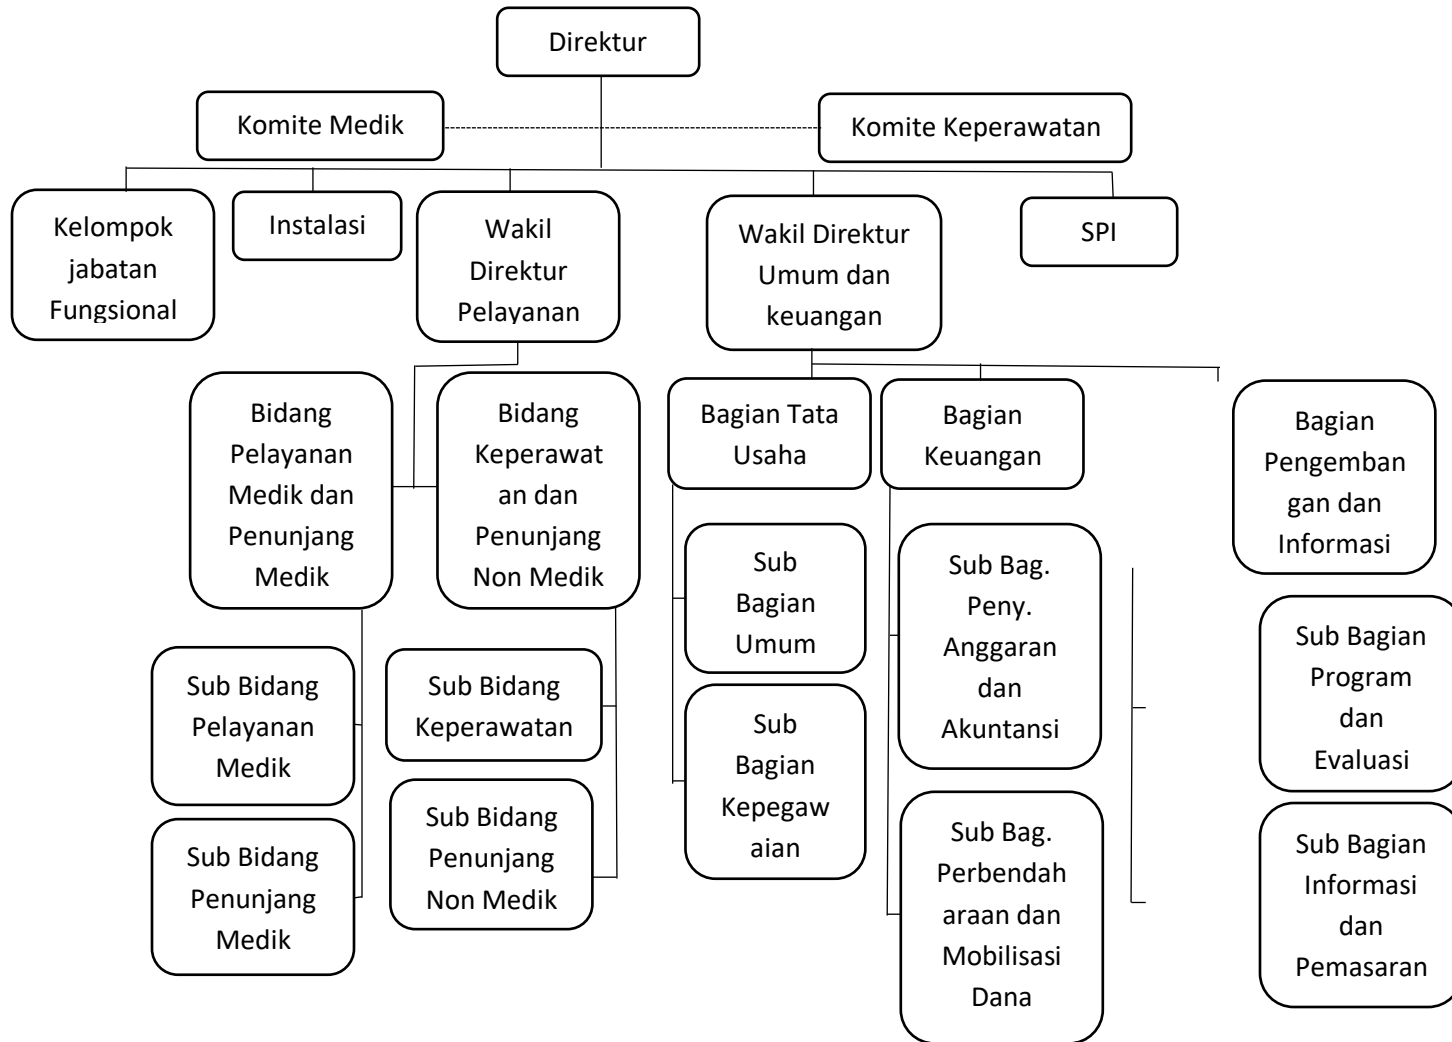 Direktur
Komite Medik
Komite Keperawatan
Kelompok
jabatan
Fungsional
Instalasi
Wakil
Direktur
Pelayanan
Wakil Direktur
Umum dan
keuangan
SPI
Bidang
Pelayanan
Medik dan
Penunjang
Medik
Bidang
Keperawat
an dan
Penunjang
Non Medik
Bagian Tata
Usaha
Bagian
Keuangan
Bagian
Pengemban
gan dan
Informasi
Sub Bidang
Pelayanan
Medik
Sub Bidang
Penunjang
Medik
Sub Bidang
Keperawatan
Sub Bidang
Penunjang
Non Medik
Sub
Bagian
Umum
Sub
Bagian
Kepegaw
aian
Sub Bag.
Peny.
Anggaran
dan
Akuntansi
Sub Bag.
Perbendah
araan dan
Mobilisasi
Dana
Sub Bagian
Program
dan
Evaluasi
Sub Bagian
Informasi
dan
Pemasaran